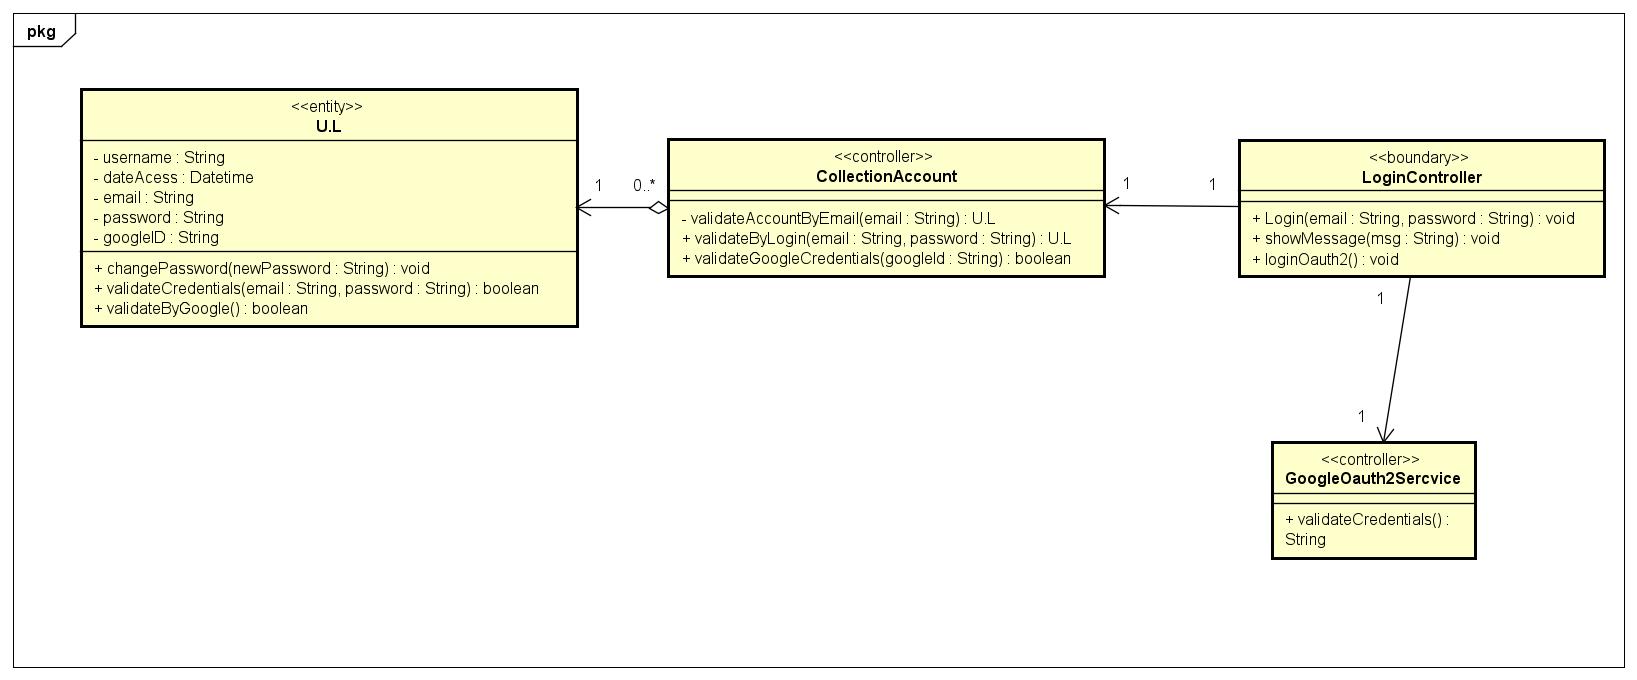 pkg
<<entity>>
U.L
- username : String
- dateAcess : Datetime
- email : String
- password : String
- googleID : String
+ changePassword(newPassword : String) : void
+ validateCredentials(email : String, password : String) : boolean
+ validateByGoogle() : boolean
1
0..*
<<controller>>
CollectionAccount
- validateAccountByEmail(email : String) : U.L
+ validateByLogin(email : String, password : String) : U.L
+ validateGoogleCredentials(googleId : String) : boolean
1
1
<<boundary>>
LoginController
+ Login(email : String, password : String) : void
+ showMessage(msg : String) : void
+ loginOauth2() : void
1
1
<<controller>>
GoogleOauth2Sercvice
+ validateCredentials() :
String